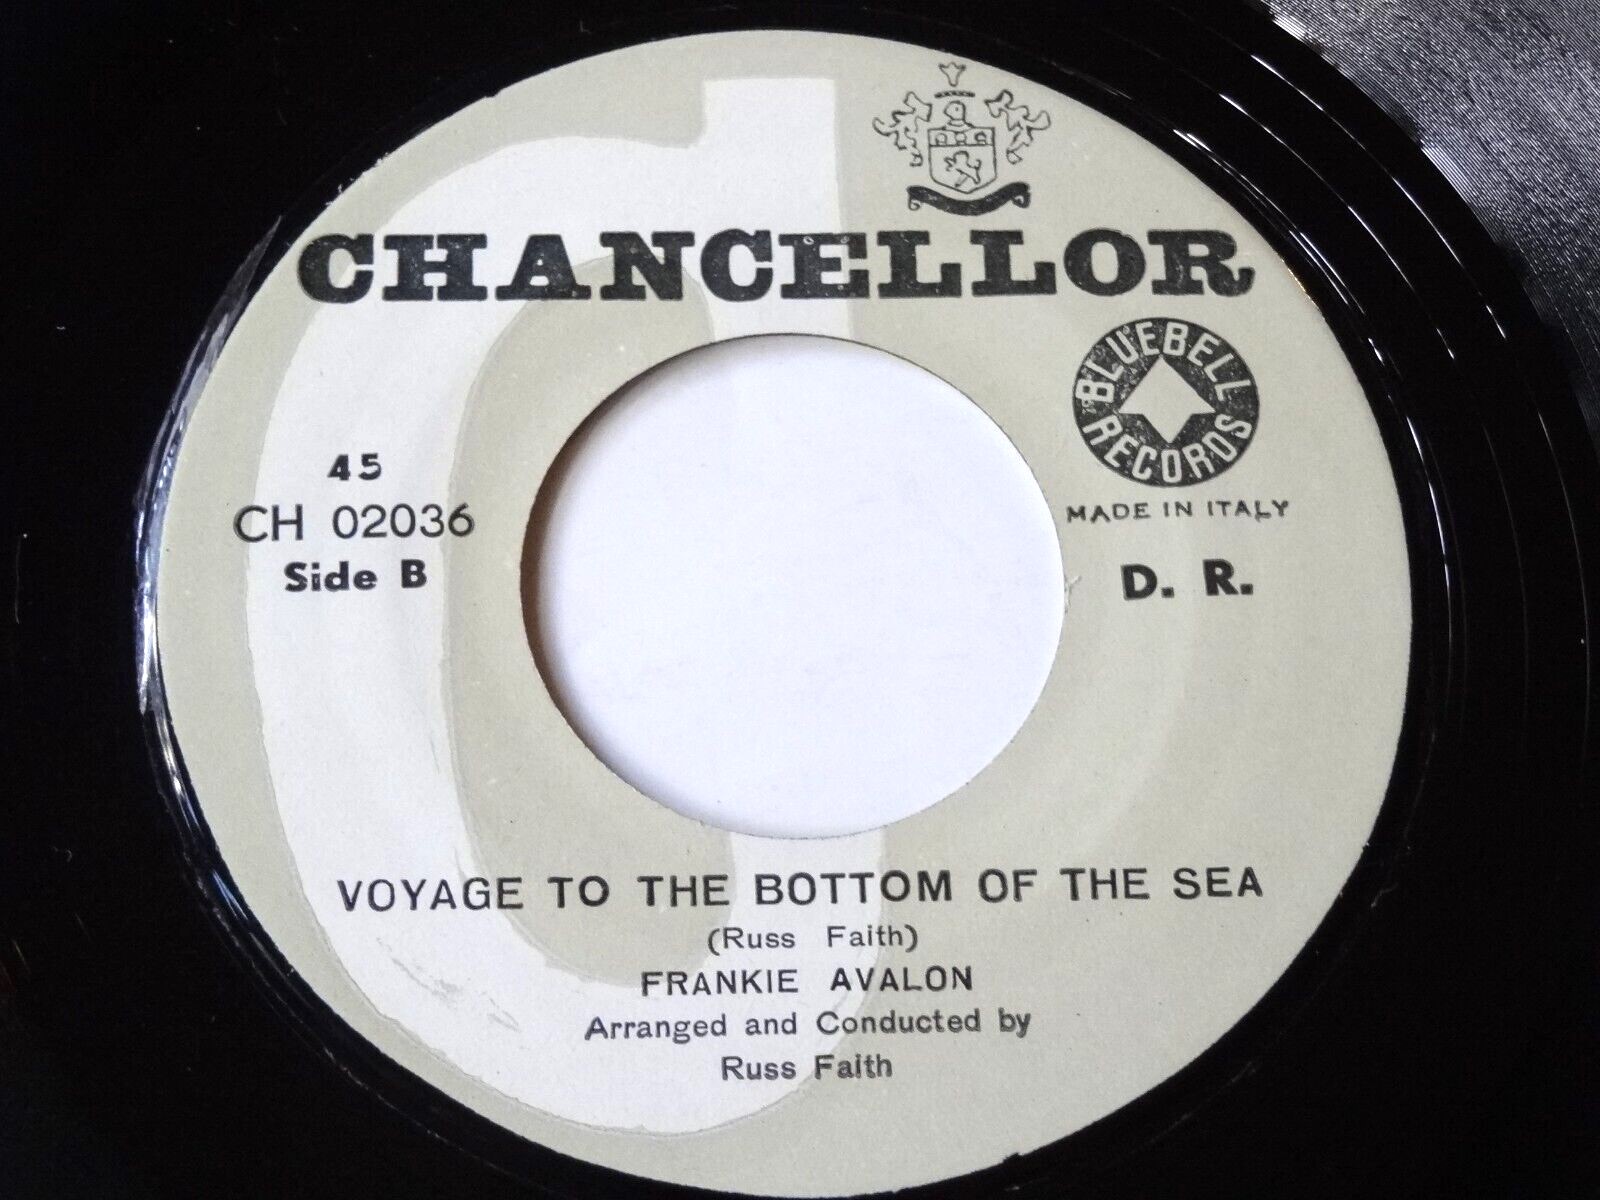 CHANCELLOR
BLUEBELL RECORDS
MADE IN ITALY
D. R.
45
CH 02036
Side B
VOYAGE TO THE BOTTOM OF THE SEA
(Russ Faith)
FRANKIE AVALON
Arranged and Conducted by
Russ Faith